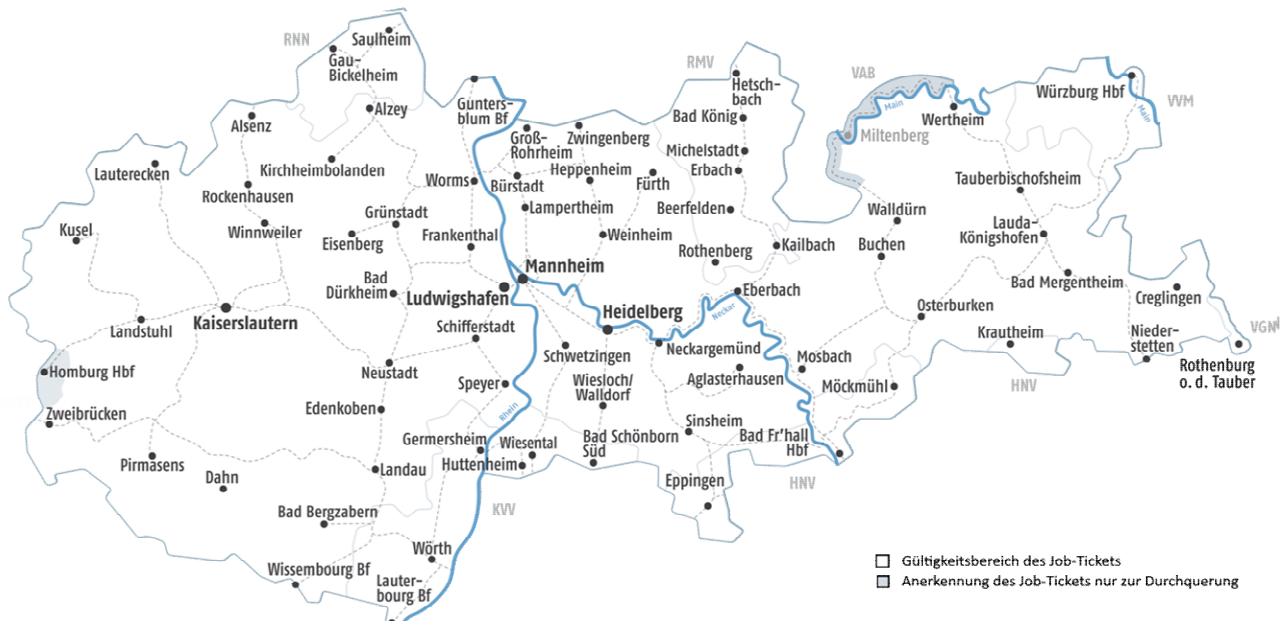 RNN
Saulheim
Gau-
Bickelheim
Alzey
Alsenz
Kirchheimbolanden
Lauterecken
Rockenhausen
Kusel
Winnweiler
Grünstadt
Eisenberg
Bad
Dürkheim
Landstuhl
Kaiserslautern
Homburg Hbf
Zweibrücken
Pirmasens
Dahn
Bad Bergzabern
Wissembourg Bf
Lauter-
bourg Bf
Wörth
Landau
Edenkoben
Neustadt
Gunters-
blum Bf
Worms
Frankenthal
Ludwigshafen
Schifferstadt
Speyer
Germersheim
Rhein
Huttenheim
Wiesental
KVV
Groß-
Rohrheim
Zwingenberg
Bürstadt
Heppenheim
Fürth
Lampertheim
Weinheim
Mannheim
Heidelberg
Schwetzingen
Wiesloch/
Walldorf
Bad Schönborn
Süd
RMV
Hetsch-
bach
Bad König
Michelstadt
Erbach
Beerfelden
Rothenberg
Kailbach
Eberbach
Neckar
Neckargemünd
Aglasterhausen
Sinsheim
Bad Fr'hall
Hbf
Eppingen
HNV
Mosbach
Möckmühl
VAB
Main
Miltenberg
Wertheim
Würzburg Hbf
Main
VVM
Tauberbischofsheim
Walldürn
Buchen
Lauda-
Königshofen
Bad Mergentheim
Osterburken
Krautheim
HNV
Creglingen
Nieder-
stetten
VGN
Rothenburg
o. d. Tauber
Gültigkeitsbereich des Job-Tickets
Anerkennung des Job-Tickets nur zur Durchquerung